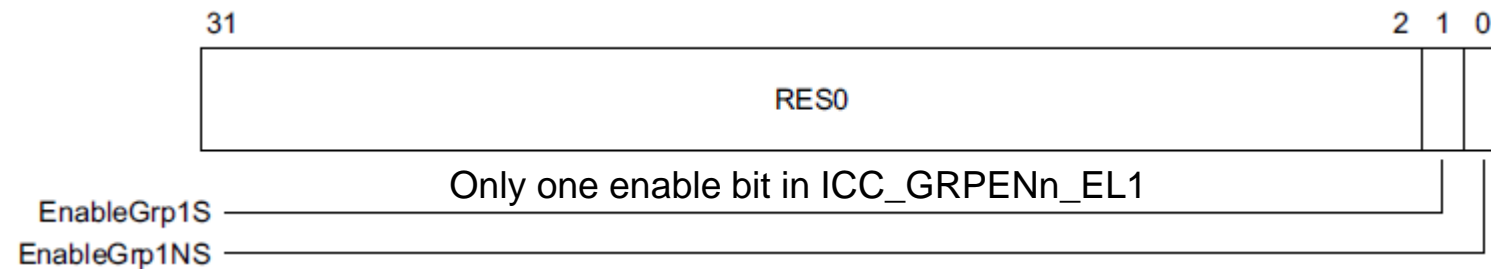 31 2 1 0
RES0
Only one enable bit in ICC_GRPENn_EL1
EnableGrp1S
EnableGrp1NS